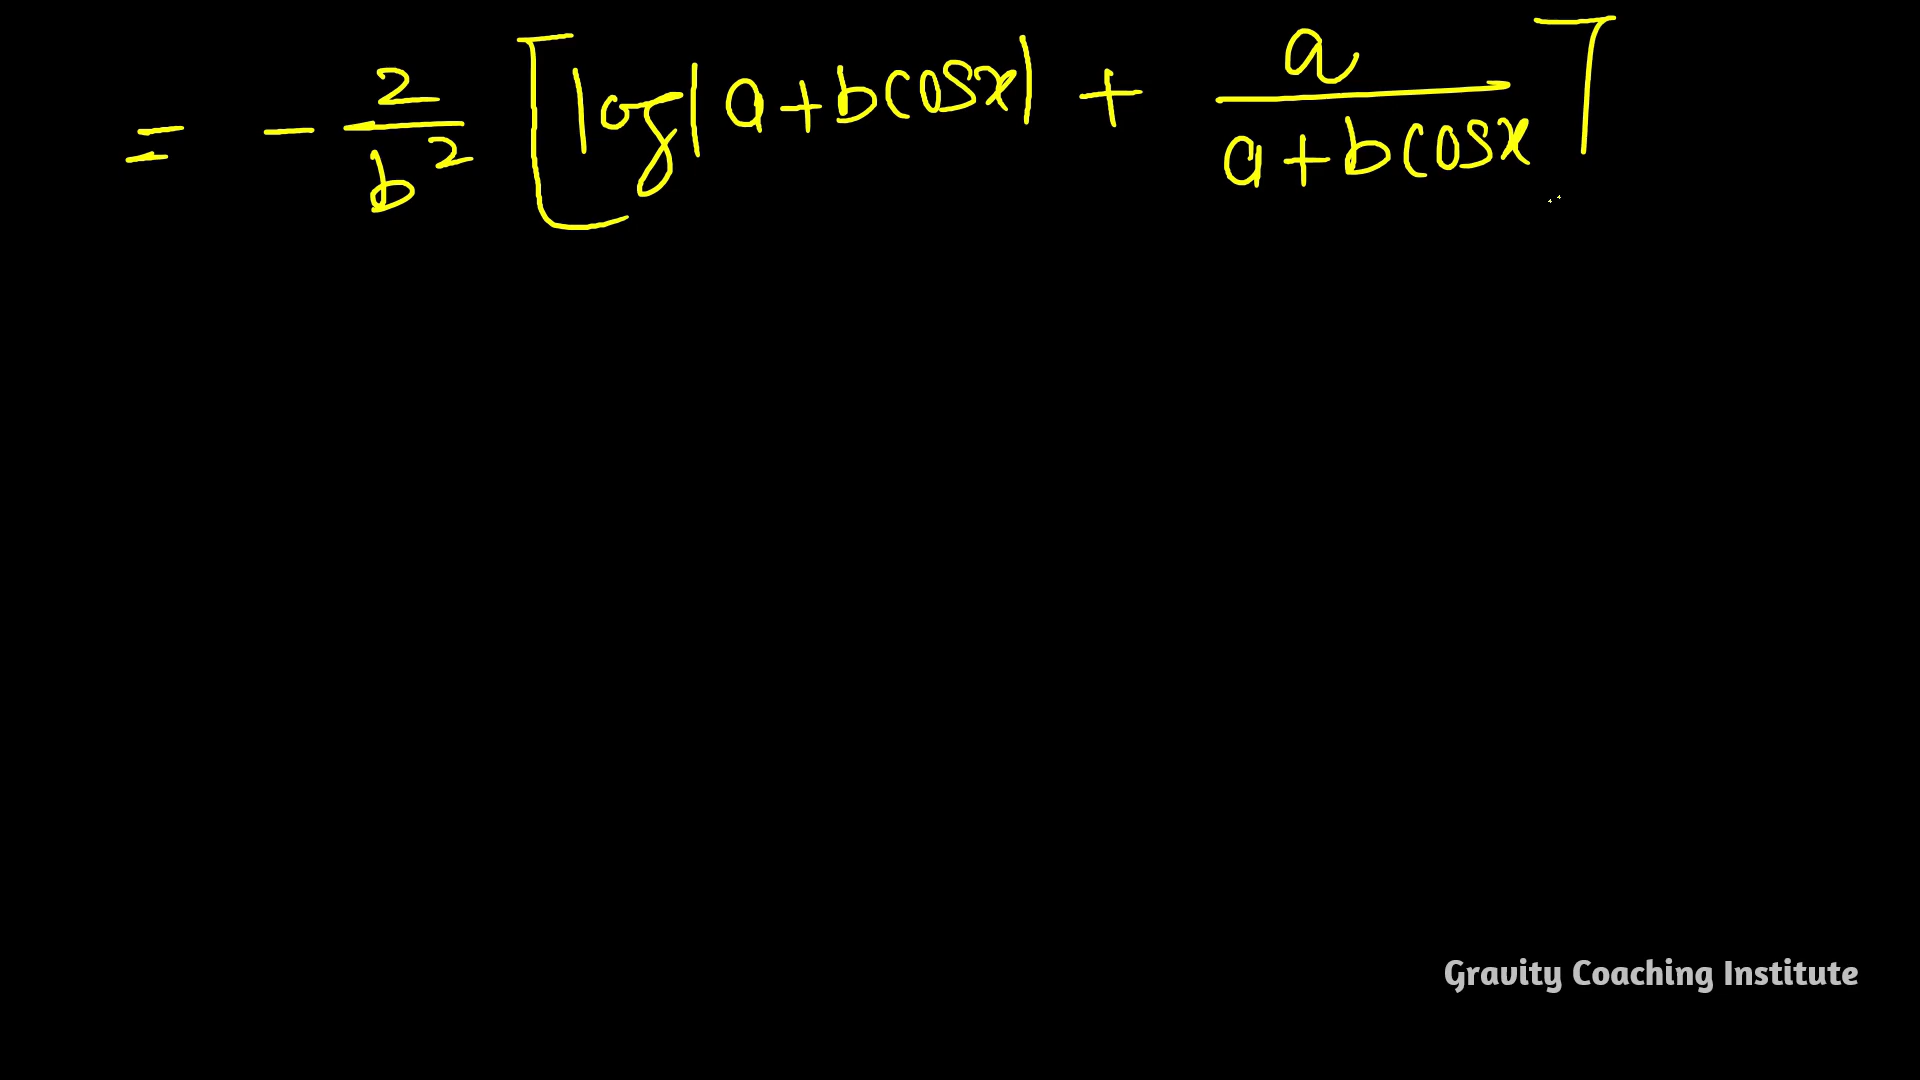 = - 2/b² [log|a+bcosx| + a/(a+bcosx)]
Gravity Coaching Institute